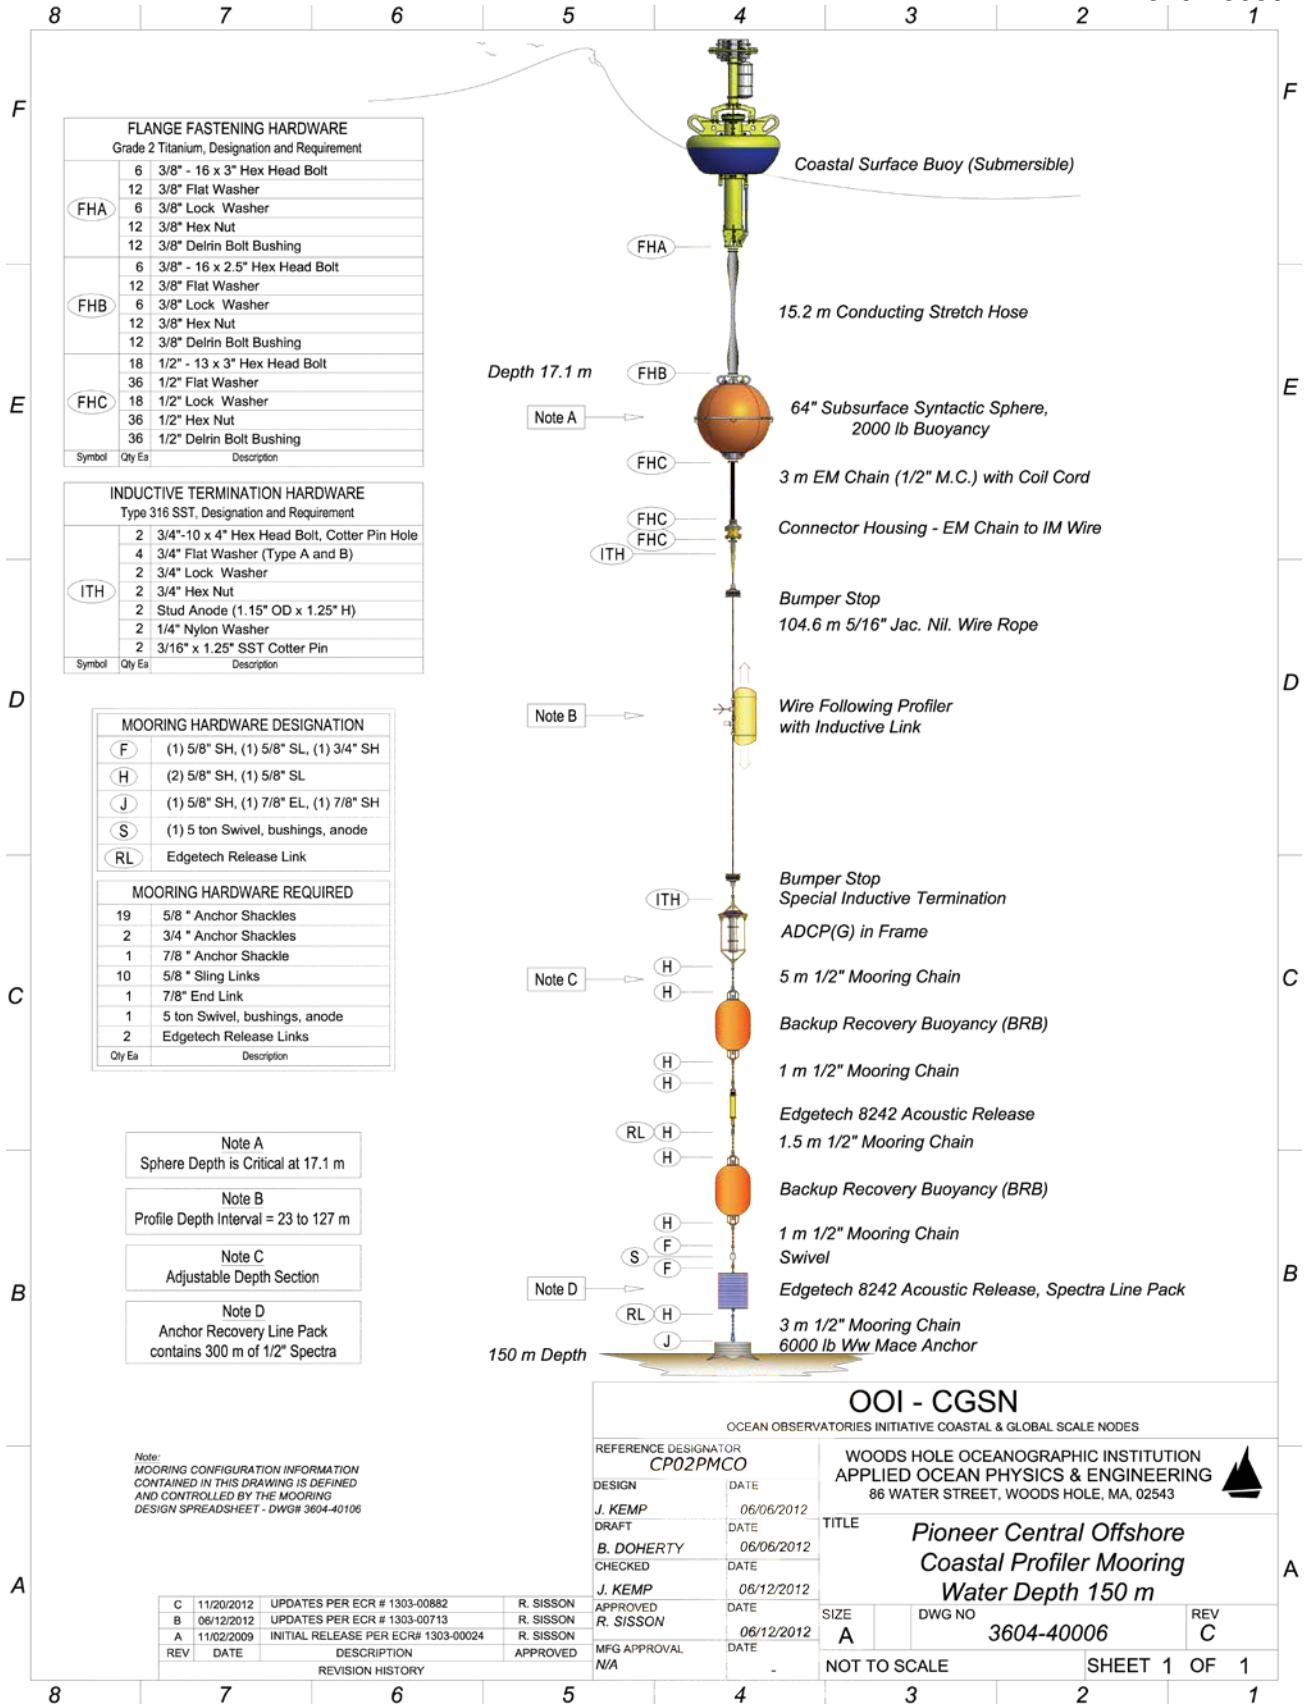 8 7 6 5 4 3 2 1
F
F
E
E
D
D
C
C
B
B
A
A
FLANGE FASTENING HARDWARE
Grade 2 Titanium, Designation and Requirement
FHA
6 3/8" - 16 x 3" Hex Head Bolt
12 3/8" Flat Washer
6 3/8" Lock Washer
12 3/8" Hex Nut
12 3/8" Delrin Bolt Bushing
FHB
6 3/8" - 16 x 2.5" Hex Head Bolt
12 3/8" Flat Washer
6 3/8" Lock Washer
12 3/8" Hex Nut
12 3/8" Delrin Bolt Bushing
FHC
18 1/2" - 13 x 3" Hex Head Bolt
36 1/2" Flat Washer
18 1/2" Lock Washer
36 1/2" Hex Nut
36 1/2" Delrin Bolt Bushing
Symbol Qty Ea Description
INDUCTIVE TERMINATION HARDWARE
Type 316 SST, Designation and Requirement
ITH
2 3/4"-10 x 4" Hex Head Bolt, Cotter Pin Hole
4 3/4" Flat Washer (Type A and B)
2 3/4" Lock Washer
2 3/4" Hex Nut
2 Stud Anode (1.15" OD x 1.25" H)
2 1/4" Nylon Washer
2 3/16" x 1.25" SST Cotter Pin
Symbol Qty Ea Description
MOORING HARDWARE DESIGNATION
F (1) 5/8" SH, (1) 5/8" SL, (1) 3/4" SH
H (2) 5/8" SH, (1) 5/8" SL
J (1) 5/8" SH, (1) 7/8" EL, (1) 7/8" SH
S (1) 5 ton Swivel, bushings, anode
RL Edgetech Release Link
MOORING HARDWARE REQUIRED
19 5/8 " Anchor Shackles
2 3/4 " Anchor Shackles
1 7/8 " Anchor Shackle
10 5/8 " Sling Links
1 7/8" End Link
1 5 ton Swivel, bushings, anode
2 Edgetech Release Links
Qty Ea Description
Note A
Sphere Depth is Critical at 17.1 m
Note B
Profile Depth Interval = 23 to 127 m
Note C
Adjustable Depth Section
Note D
Anchor Recovery Line Pack
contains 300 m of 1/2" Spectra
Coastal Surface Buoy (Submersible)
FHA
15.2 m Conducting Stretch Hose
Depth 17.1 m FHB
Note A
64" Subsurface Syntactic Sphere,
2000 lb Buoyancy
FHC
3 m EM Chain (1/2" M.C.) with Coil Cord
FHC
Connector Housing - EM Chain to IM Wire
FHC
ITH
Bumper Stop
104.6 m 5/16" Jac. Nil. Wire Rope
Note B
Wire Following Profiler
with Inductive Link
Bumper Stop
ITH Special Inductive Termination
ADCP(G) in Frame
H
Note C
5 m 1/2" Mooring Chain
H
Backup Recovery Buoyancy (BRB)
H
1 m 1/2" Mooring Chain
H
Edgetech 8242 Acoustic Release
RL H
1.5 m 1/2" Mooring Chain
H
Backup Recovery Buoyancy (BRB)
H
1 m 1/2" Mooring Chain
F
S Swivel
F
Note D
Edgetech 8242 Acoustic Release, Spectra Line Pack
RL H
3 m 1/2" Mooring Chain
J 6000 lb Ww Mace Anchor
150 m Depth
Note:
MOORING CONFIGURATION INFORMATION
CONTAINED IN THIS DRAWING IS DEFINED
AND CONTROLLED BY THE MOORING
DESIGN SPREADSHEET - DWG# 3604-40106
C 11/20/2012 UPDATES PER ECR # 1303-00882 R. SISSON
B 06/12/2012 UPDATES PER ECR # 1303-00713 R. SISSON
A 11/02/2009 INITIAL RELEASE PER ECR# 1303-00024 R. SISSON
REV DATE DESCRIPTION APPROVED
REVISION HISTORY
OOI - CGSN
OCEAN OBSERVATORIES INITIATIVE COASTAL & GLOBAL SCALE NODES
REFERENCE DESIGNATOR
CP02PMCO
DESIGN DATE
J. KEMP 06/06/2012
DRAFT DATE
B. DOHERTY 06/06/2012
CHECKED DATE
J. KEMP 06/12/2012
APPROVED DATE
R. SISSON 06/12/2012
MFG APPROVAL DATE
N/A -
WOODS HOLE OCEANOGRAPHIC INSTITUTION
APPLIED OCEAN PHYSICS & ENGINEERING
86 WATER STREET, WOODS HOLE, MA, 02543
TITLE
Pioneer Central Offshore
Coastal Profiler Mooring
Water Depth 150 m
SIZE DWG NO REV
A 3604-40006 C
NOT TO SCALE SHEET 1 OF 1
8 7 6 5 4 3 2 1